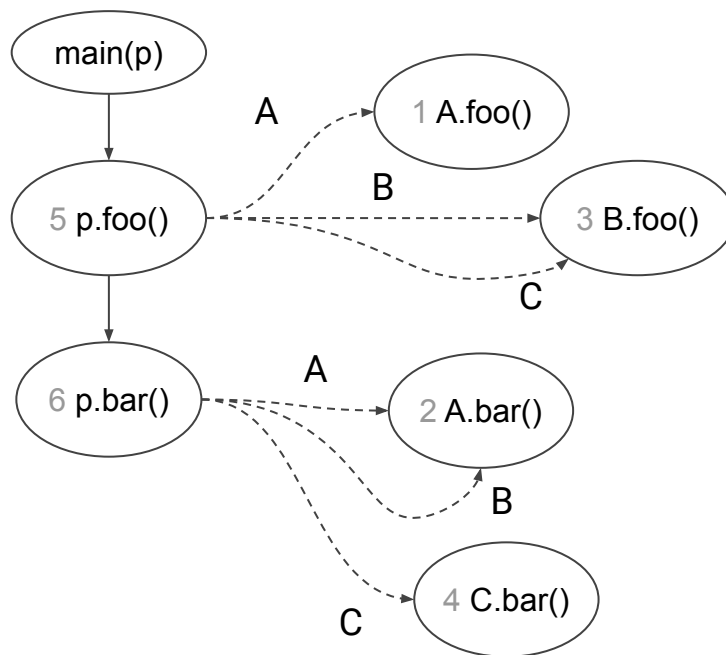 main(p)
A
1 A.foo()
B
5 p.foo()
3 B.foo()
C
A
6 p.bar()
2 A.bar()
B
4 C.bar()
C